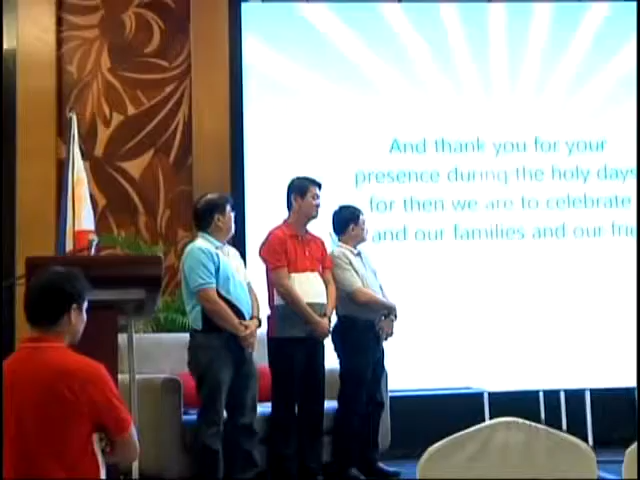 And thank you for your
presence during the holy days
for then we are to celebrate
and our families and our